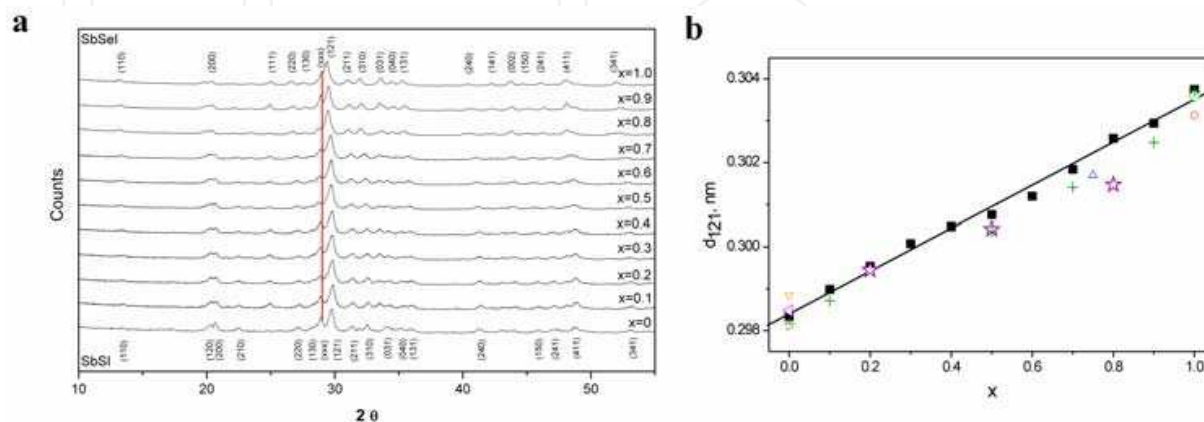 a
SbSeI
(110)
(200)
(111)
(220)
(130)
(xxx)
(121)
(211)
(310)
(031)
(040)
(131)
(240)
(141)
(002)
(150)
(241)
(411)
(341)
x=1.0
x=0.9
x=0.8
x=0.7
x=0.6
x=0.5
x=0.4
x=0.3
x=0.2
x=0.1
x=0
SbSI
(110)
(120)
(200)
(210)
(220)
(130)
(xxx)
(121)
(211)
(310)
(031)
(040)
(131)
(240)
(150)
(241)
(411)
(341)
Counts
10 20 30 40 50
2 θ
b
0.304
0.302
0.300
0.298
d121, nm
0.0 0.2 0.4 0.6 0.8 1.0
x